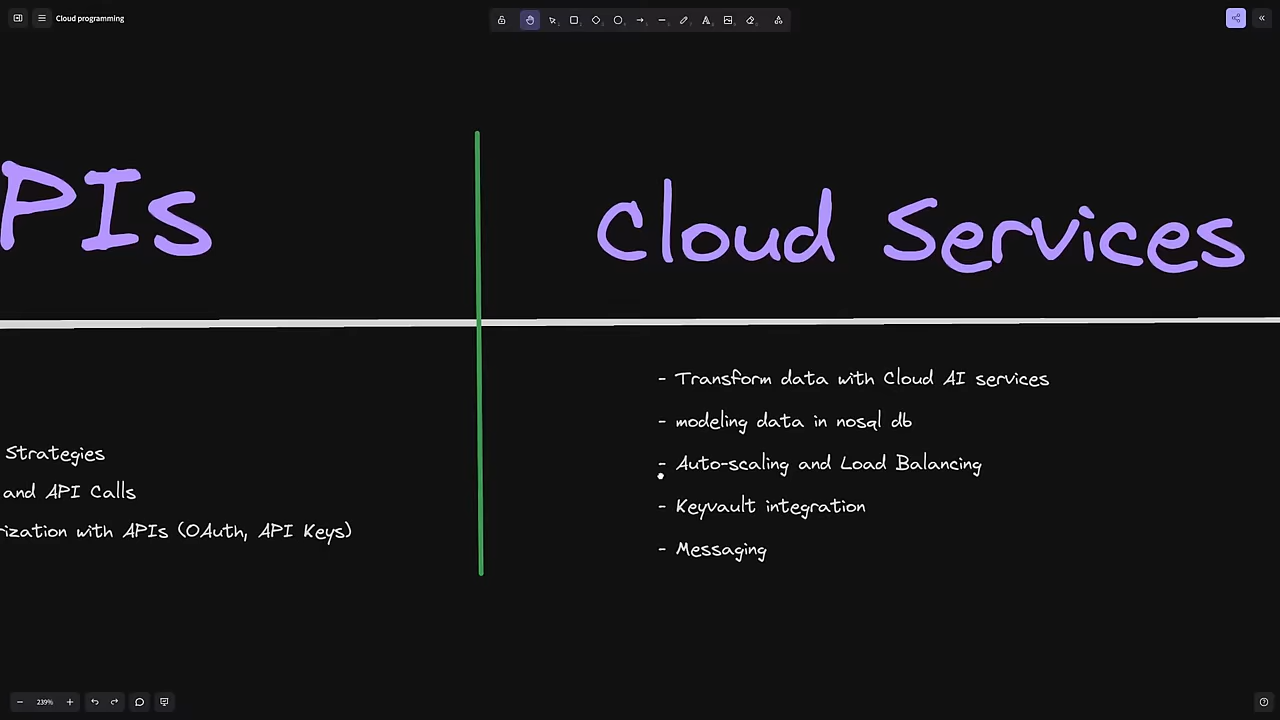 Cloud programming
PIs
Cloud Services
Strategies
and API Calls
rization with APIs (OAuth, API Keys)
- Transform data with Cloud AI services
- modeling data in nosql db
- Auto-scaling and Load Balancing
- Keyvault integration
- Messaging
239%